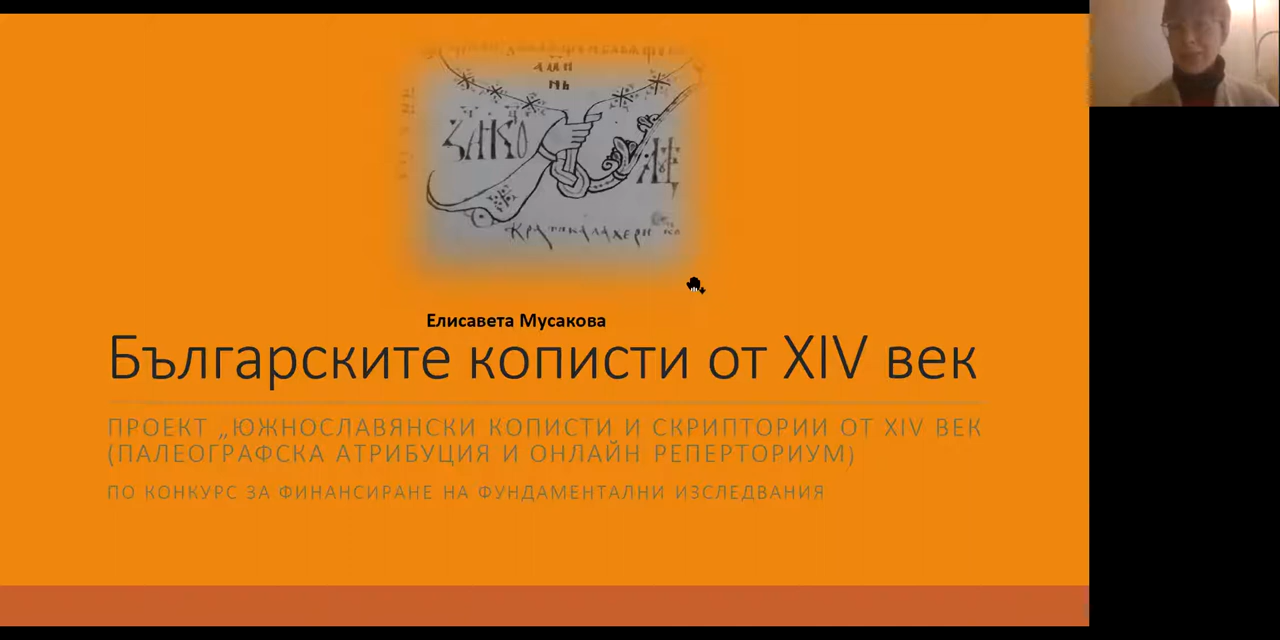 ЗАКО
Елисавета Мусакова
Българските кописти от XIV век
ПРОЕКТ „ЮЖНОСЛАВЯНСКИ КОПИСТИ И СКРИПТОРИИ ОТ XIV ВЕК
(ПАЛЕОГРАФСКА АТРИБУЦИЯ И ОНЛАЙН РЕПЕРТОРИУМ)
ПО КОНКУРС ЗА ФИНАНСИРАНЕ НА ФУНДАМЕНТАЛНИ ИЗСЛЕДВАНИЯ